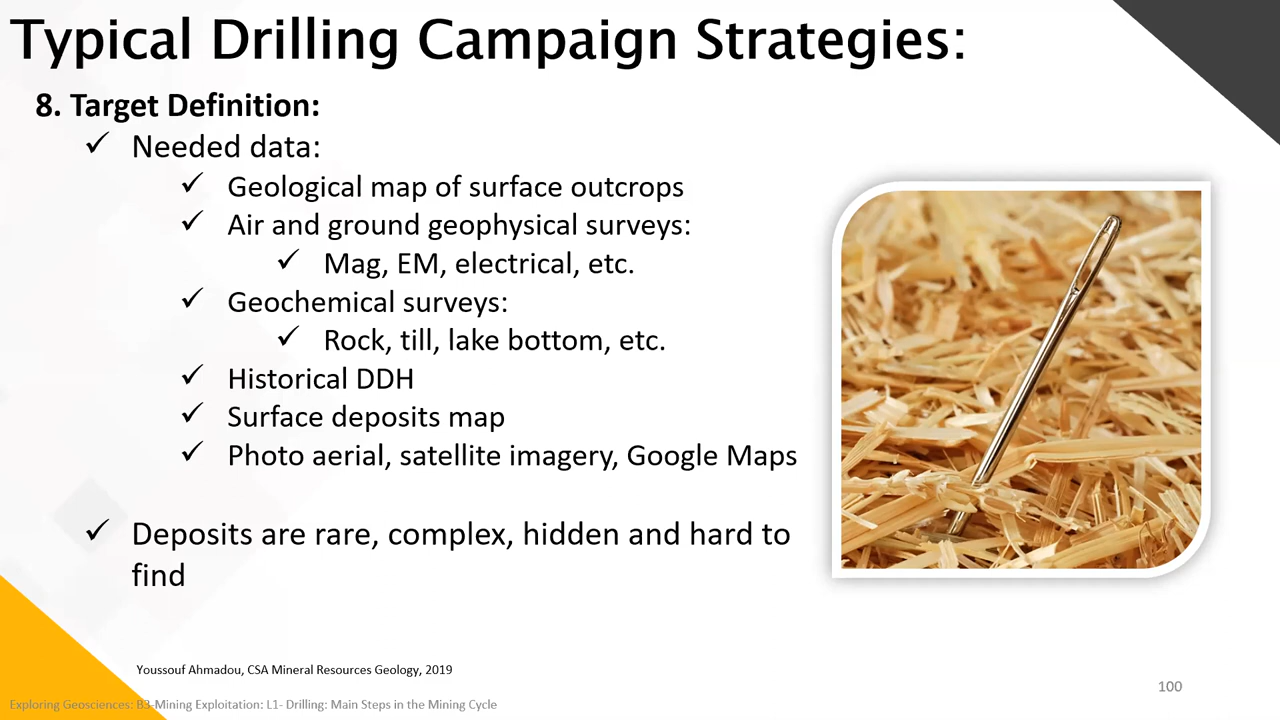 Typical Drilling Campaign Strategies:
8. Target Definition:
✓ Needed data:
✓ Geological map of surface outcrops
✓ Air and ground geophysical surveys:
✓ Mag, EM, electrical, etc.
✓ Geochemical surveys:
✓ Rock, till, lake bottom, etc.
✓ Historical DDH
✓ Surface deposits map
✓ Photo aerial, satellite imagery, Google Maps
✓ Deposits are rare, complex, hidden and hard to
find
Youssouf Ahmadou, CSA Mineral Resources Geology, 2019
100
Exploring Geosciences: B3-Mining Exploitation: L1- Drilling: Main Steps in the Mining Cycle